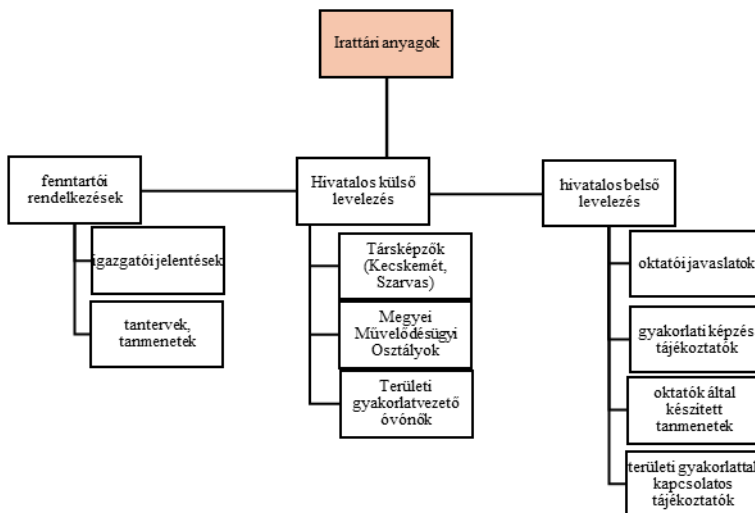 Irattári anyagok
fenntartói
rendelkezések
igazgatói jelentések
tantervek,
tanmenetek
Hivatalos külső
levelezés
Társképzők
(Kecskemét,
Szarvas)
Megyei
Művelődésügyi
Osztályok
Területi
gyakorlatvezető
óvónők
hivatalos belső
levelezés
oktatói javaslatok
gyakorlati képzés
tájékoztatók
oktatók által
készített
tanmenetek
területi gyakorlattal
kapcsolatos
tájékoztatók